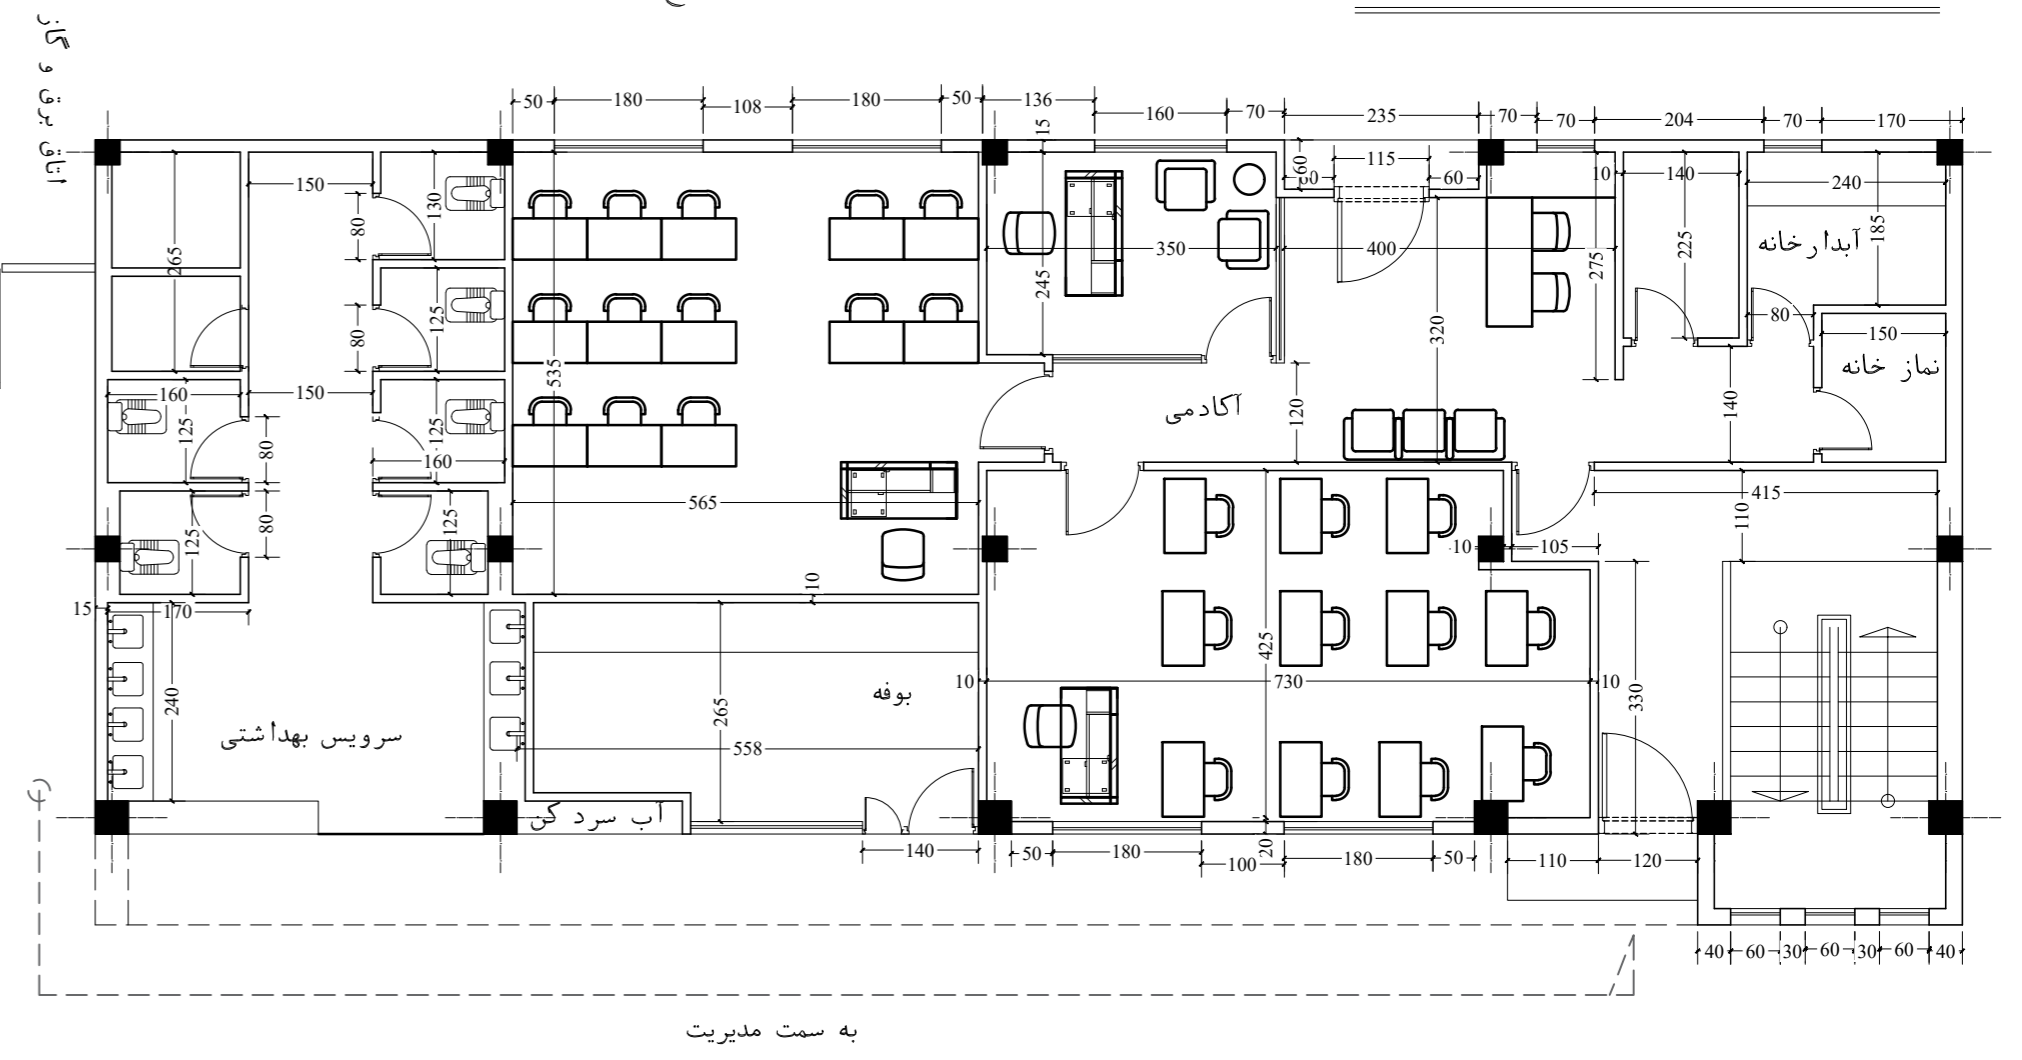 اتاق برق و گاز
50 180 108 180 50 136 160 70 235 70 70 204 70 170
15 60 115 60 60 10 140 240
150 130 80 265
350 400 275 225 آبدارخانه 185
245 320
125 80 80 150
535 نماز خانه
160 150 125 125 160 80
آکادمی 120 140
565 415 110
125 80 125 10 105
10
15 170
425
240 265 بوفه 10 730 10 330
سرویس بهداشتی 558
آب سرد کن
140 50 180 100 20 180 50 110 120
40 60 30 60 30 60 40
به سمت مدیریت